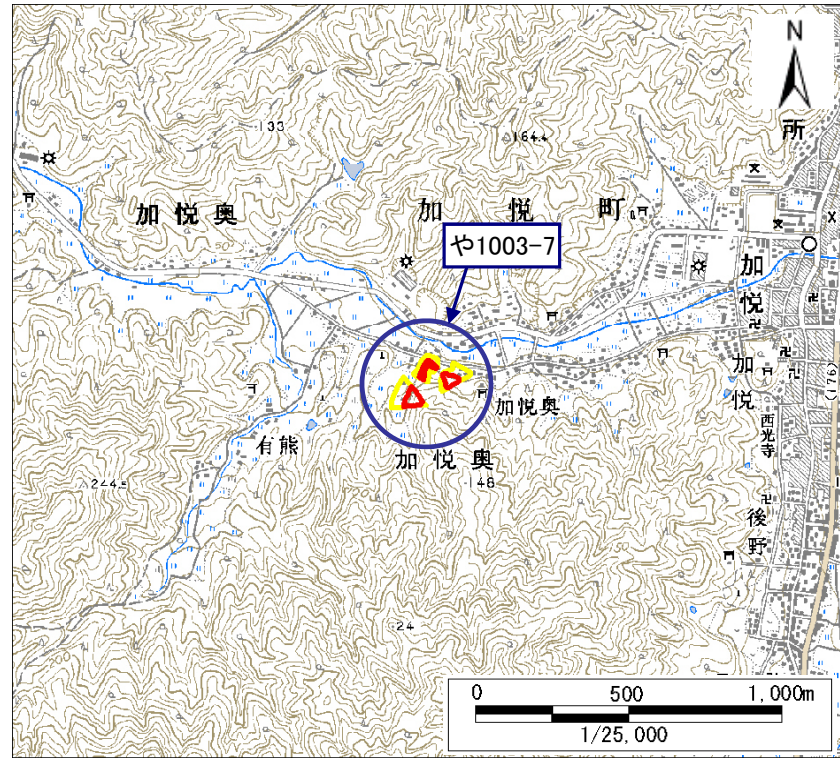 N
所
133
164.4
加悦奥
加悦町
や1003-7
加悦
加悦
(176)
加悦奥
西光寺
有熊
加悦奥
244.5
148
後野
124
0 500 1,000m
1/25,000